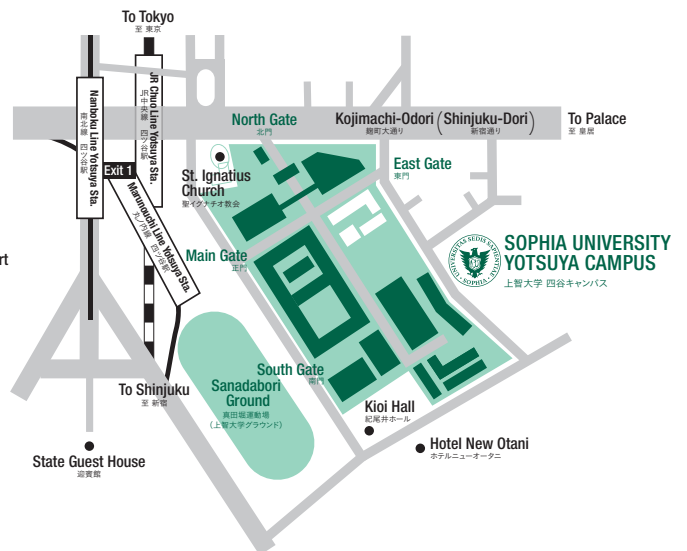 To Tokyo
至 東京
Nanboku Line Yotsuya Sta.
南北線 四ツ谷駅
JR Chuo Line Yotsuya Sta.
JR中央線 四ツ谷駅
North Gate
北門
Kojimachi-Odori (Shinjuku-Dori)
麹町大通り 新宿通り
To Palace
至 皇居
East Gate
東門
Exit 1
Marunouchi Line Yotsuya Sta.
丸ノ内線 四ツ谷駅
St. Ignatius
Church
聖イグナチオ教会
Main Gate
正門
rt
UNIVERSITAS SEDIS SAPIENTIAE
SOPHIA
SOPHIA UNIVERSITY
YOTSUYA CAMPUS
上智大学 四谷キャンパス
South Gate
南門
To Shinjuku
至 新宿
Sanadabori
Ground
真田堀運動場
(上智大学グラウンド)
Kioi Hall
紀尾井ホール
Hotel New Otani
ホテルニューオータニ
State Guest House
迎賓館